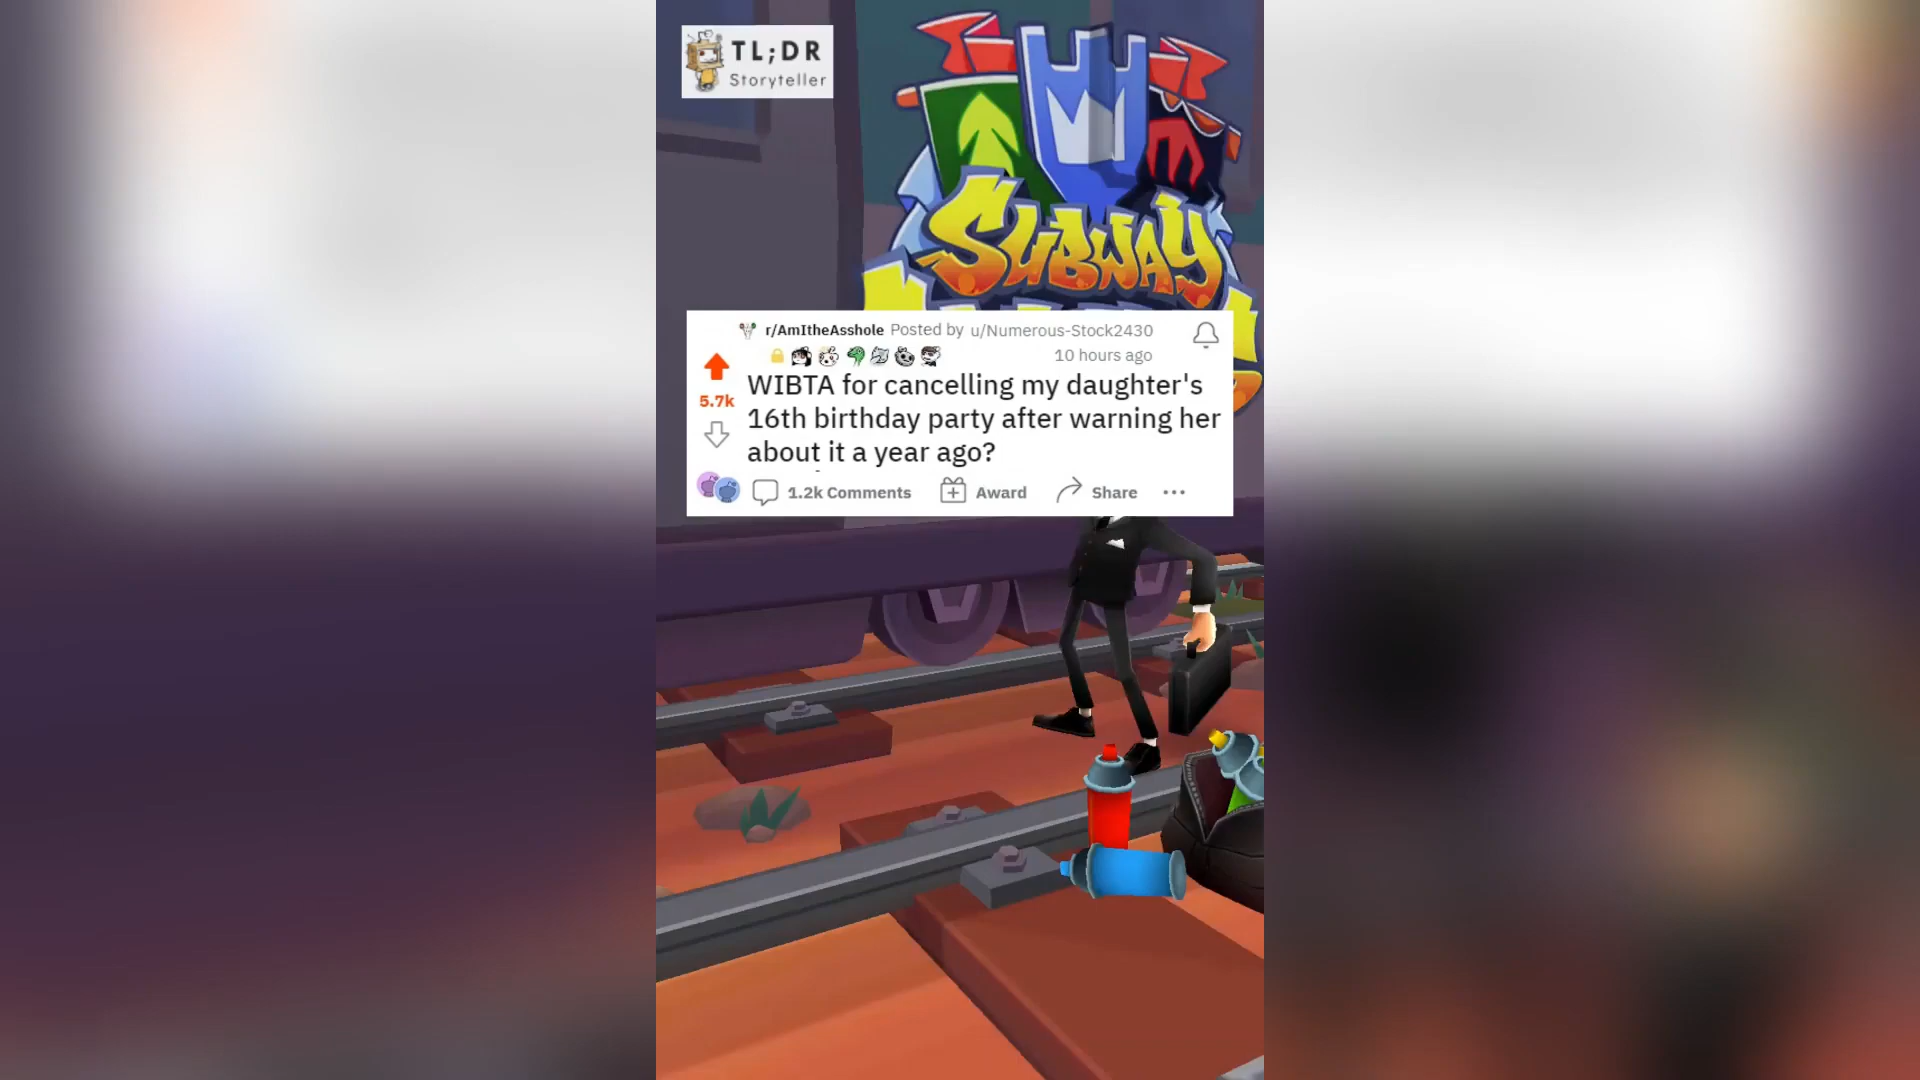 TL;DR
Storyteller
SUBWAY
r/AmItheAsshole Posted by u/Numerous-Stock2430
10 hours ago
WIBTA for cancelling my daughter's
16th birthday party after warning her
about it a year ago?
5.7k
1.2k Comments Award Share ...